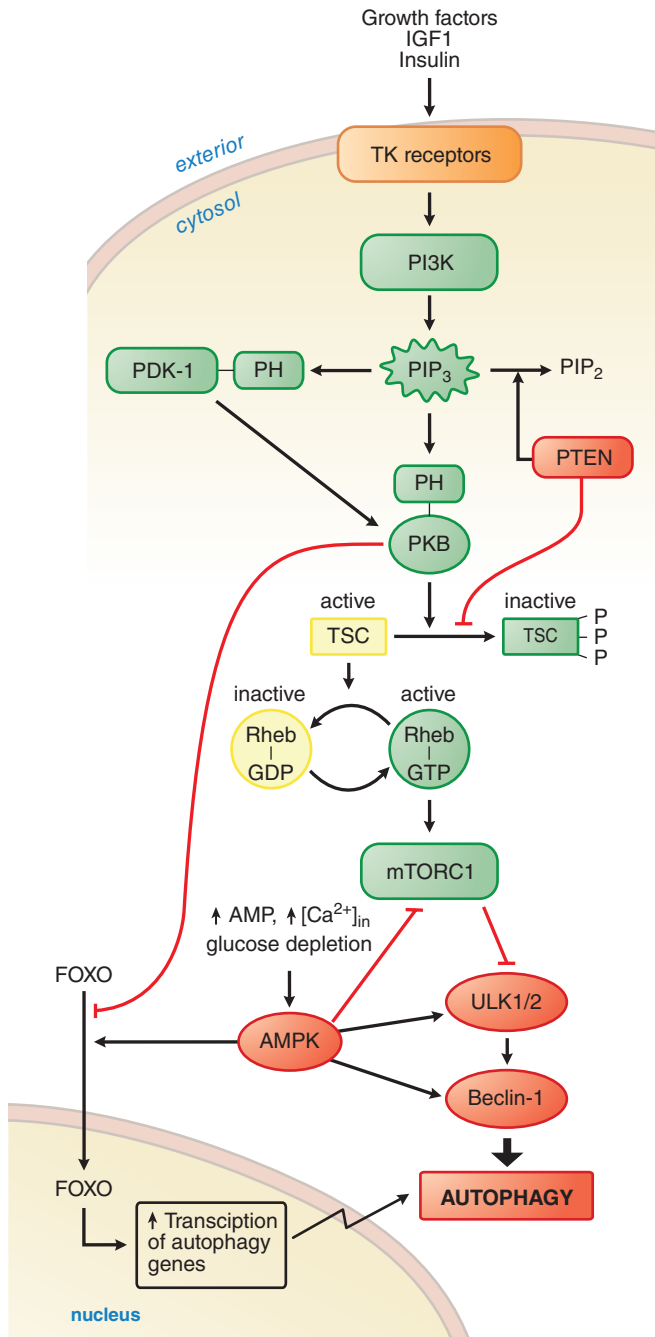 Growth factors
IGF1
Insulin
exterior
TK receptors
cytosol
PI3K
PDK-1
PH
PIP₃
PIP₂
PTEN
PH
PKB
active
inactive
TSC
TSC
P
P
P
inactive
active
Rheb
GDP
Rheb
GTP
mTORC1
↑ AMP, ↑ [Ca²⁺]ᵢₙ
glucose depletion
FOXO
ULK1/2
AMPK
Beclin-1
FOXO
AUTOPHAGY
↑ Transciption
of autophagy
genes
nucleus